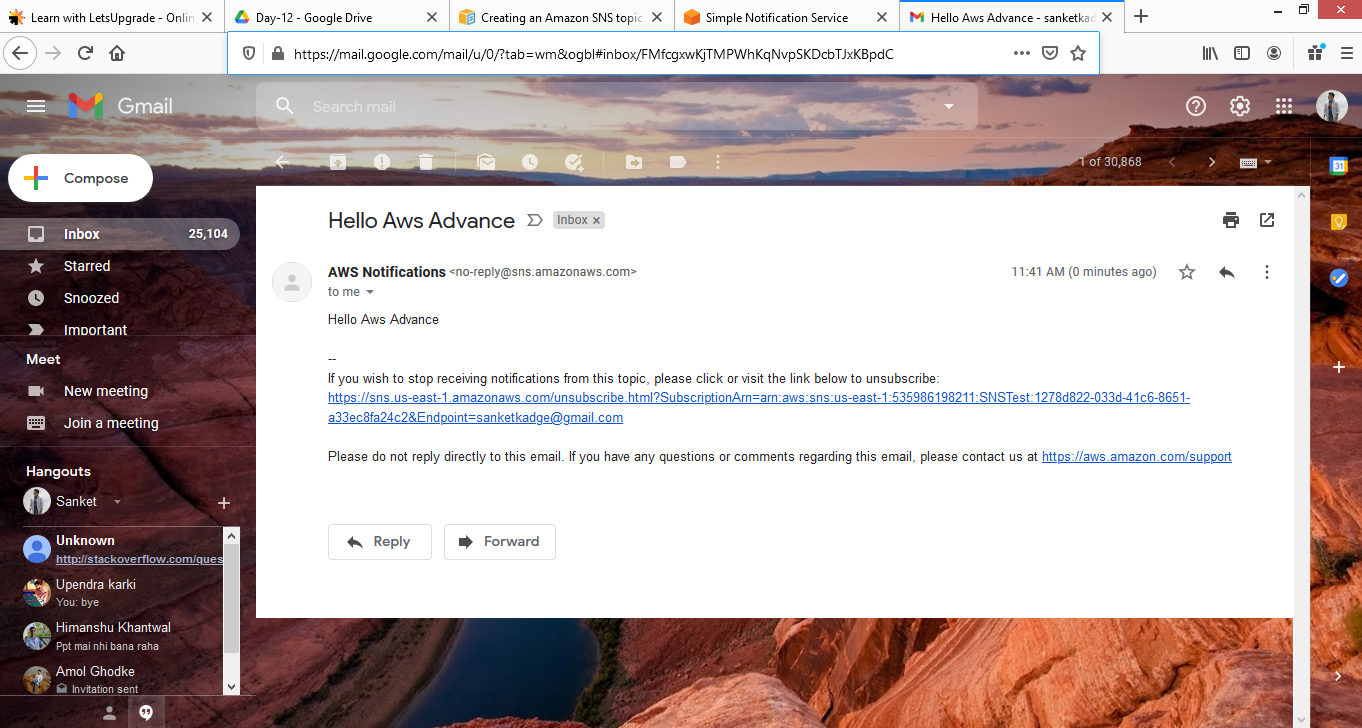 Learn with LetsUpgrade - Onlin
Day-12 - Google Drive
Creating an Amazon SNS topic
Simple Notification Service
Hello Aws Advance - sanketkad
https://mail.google.com/mail/u/0/?tab=wm&ogbl#inbox/FMfcgxwKjTMPWhKqNvpSKDcbTJxKBpdC
Gmail
Search mail
Compose
1 of 30,868
31
Inbox 25,104
Starred
Snoozed
Important
Meet
New meeting
Join a meeting
Hangouts
Sanket
Unknown
http://stackoverflow.com/ques
Upendra karki
You: bye
Himanshu Khantwal
Ppt mai nhi bana raha
Amol Ghodke
Invitation sent
Hello Aws Advance
Inbox ×
AWS Notifications <no-reply@sns.amazonaws.com>
11:41 AM (0 minutes ago)
to me
Hello Aws Advance
--
If you wish to stop receiving notifications from this topic, please click or visit the link below to unsubscribe:
https://sns.us-east-1.amazonaws.com/unsubscribe.html?SubscriptionArn=arn:aws:sns:us-east-1:535986198211:SNSTest:1278d822-033d-41c6-8651-
a33ec8fa24c2&Endpoint=sanketkadge@gmail.com
Please do not reply directly to this email. If you have any questions or comments regarding this email, please contact us at https://aws.amazon.com/support
Reply
Forward